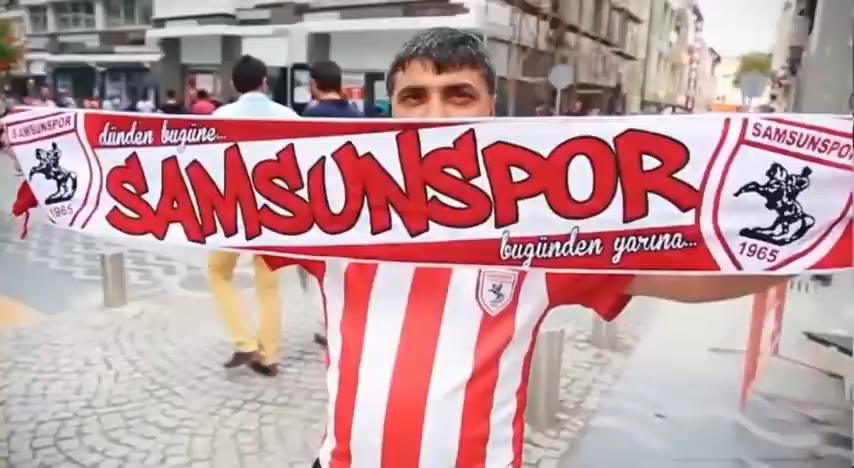 SAMSUNSPOR
1965
dünden bugüne...
SAMSUNSPOR
bugünden yarına...
SAMSUNSPOR
1965